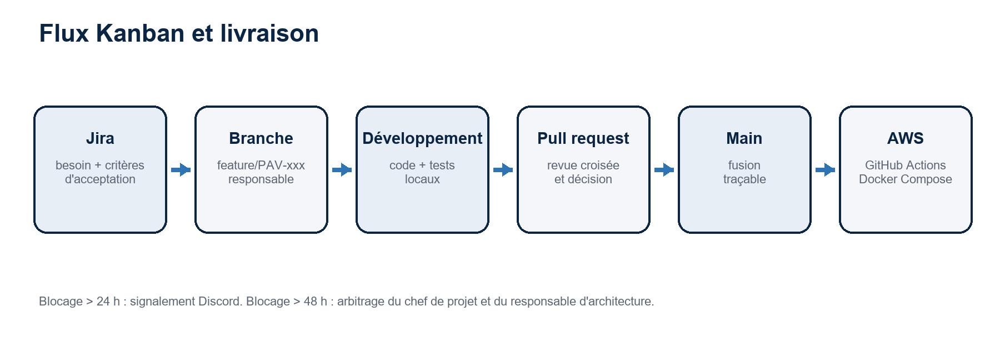 Flux Kanban et livraison
Jira
besoin + critères
d'acceptation
Branche
feature/PAV-xxx
responsable
Développement
code + tests
locaux
Pull request
revue croisée
et décision
Main
fusion
traçable
AWS
GitHub Actions
Docker Compose
Blocage > 24 h : signalement Discord. Blocage > 48 h : arbitrage du chef de projet et du responsable d'architecture.